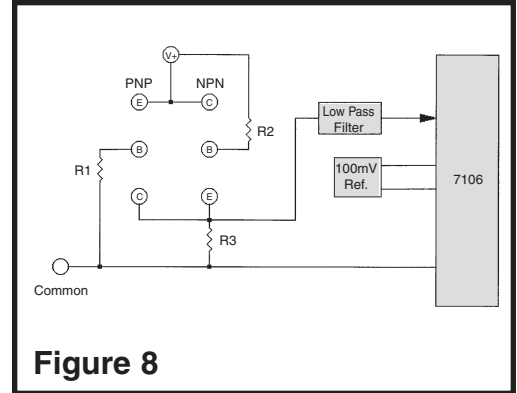 V+
PNP NPN
E C
R2
B B
R1
C E
R3
Low Pass
Filter
100mV
Ref.
7106
Common
Figure 8